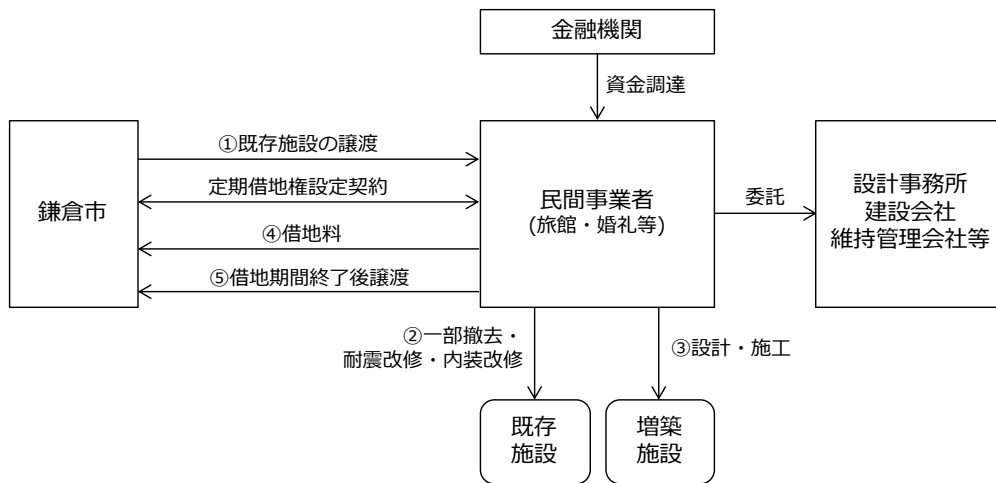 金融機関
資金調達
鎌倉市
①既存施設の譲渡
定期借地権設定契約
④借地料
⑤借地期間終了後譲渡
民間事業者
(旅館・婚礼等)
委託
設計事務所
建設会社
維持管理会社等
②一部撤去・
耐震改修・内装改修
③設計・施工
既存
施設
増築
施設